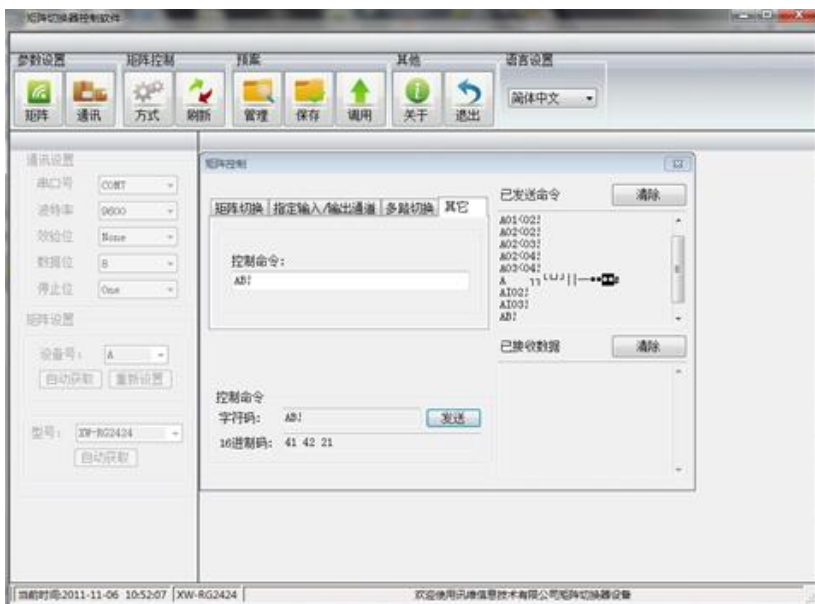 矩阵切换器控制软件
参数设置 矩阵控制 预案 其他 语言设置
矩阵 通讯 方式 刷新 管理 保存 调用 关于 退出 简体中文
通讯设置
串口号 COM7
波特率 9600
效验位 None
数据位 8
停止位 One
矩阵设置
设备号: A
自动获取 重新设置
型号: XW-RG2424
自动获取
矩阵控制
矩阵切换 指定输入/输出通道 多路切换 其它
控制命令:
AB!
控制命令
字符码: AB! 发送
16进制码: 41 42 21
已发送命令 清除
A01<02!
A02<02!
A02<03!
A02<04!
A03<04!
A
AI02!
AI03!
AB!
已接收数据 清除
当前时间:2011-11-06 10:52:07 XW-RG2424 欢迎使用讯维信息技术有限公司矩阵切换器设备